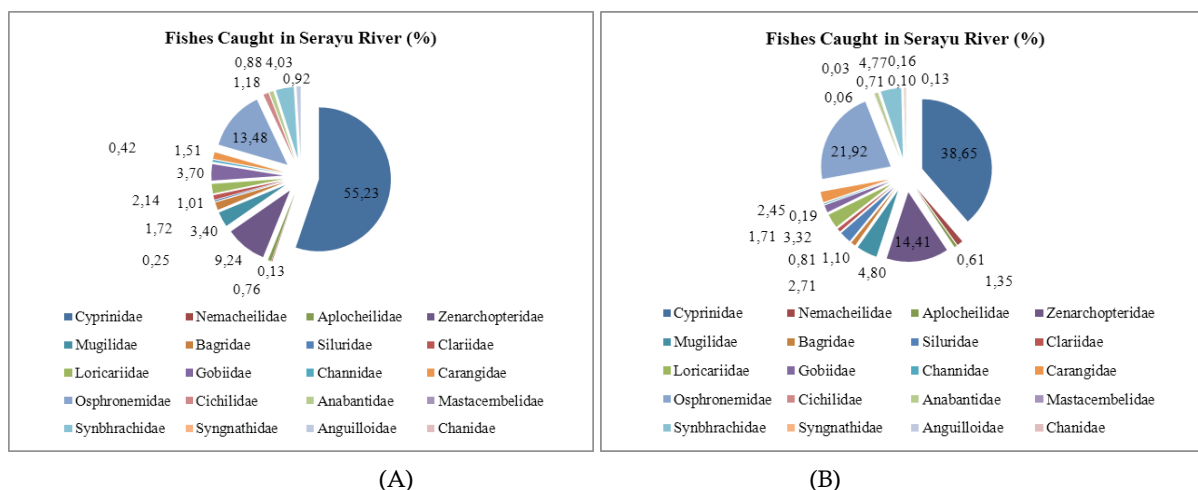 Fishes Caught in Serayu River (%)
0,88 4,03
1,18 0,92
13,48
0,42 1,51
3,70
55,23
2,14 1,01
1,72 3,40
0,25 9,24 0,13
0,76
Cyprinidae Nemacheilidae Aplocheilidae Zenarchopteridae
Mugilidae Bagridae Siluridae Clariidae
Loricariidae Gobiidae Channidae Carangidae
Osphronemidae Cichilidae Anabantidae Mastacembelidae
Synbhrachidae Syngnathidae Anguilloidae Chanidae
(A)
Fishes Caught in Serayu River (%)
0,03 4,77 0,16
0,71 0,10 0,13
0,06
21,92 38,65
2,45 0,19
1,71 3,32 14,41
0,81 1,10 0,61
2,71 4,80 1,35
Cyprinidae Nemacheilidae Aplocheilidae Zenarchopteridae
Mugilidae Bagridae Siluridae Clariidae
Loricariidae Gobiidae Channidae Carangidae
Osphronemidae Cichilidae Anabantidae Mastacembelidae
Synbhrachidae Syngnathidae Anguilloidae Chanidae
(B)